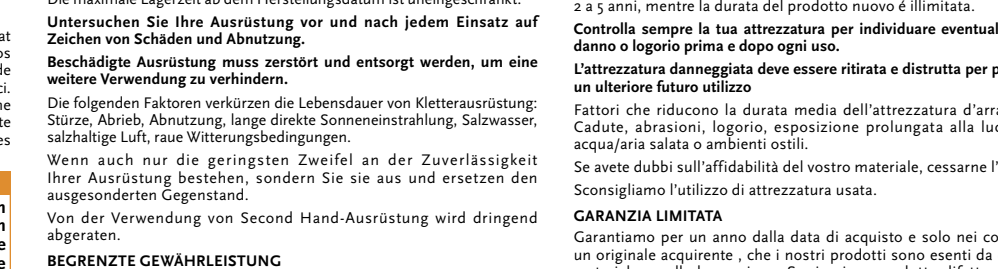 Die maximale Lagerzeit ab dem Herstellungsdatum ist uneingeschränkt.
Untersuchen Sie Ihre Ausrüstung vor und nach jedem Einsatz auf
Zeichen von Schäden und Abnutzung.
Beschädigte Ausrüstung muss zerstört und entsorgt werden, um eine
weitere Verwendung zu verhindern.
Die folgenden Faktoren verkürzen die Lebensdauer von Kletterausrüstung:
Stürze, Abrieb, Abnutzung, lange direkte Sonneneinstrahlung, Salzwasser,
salzhaltige Luft, raue Witterungsbedingungen.
Wenn auch nur die geringsten Zweifel an der Zuverlässigkeit
Ihrer Ausrüstung bestehen, sondern Sie sie aus und ersetzen den
ausgesonderten Gegenstand.
Von der Verwendung von Second Hand-Ausrüstung wird dringend
abgeraten.
BEGRENZTE GEWÄHRLEISTUNG
2 a 5 anni, mentre la durata del prodotto nuovo é illimitata.
Controlla sempre la tua attrezzatura per individuare
danno o logorio prima e dopo ogni uso.
L'attrezzatura danneggiata deve essere ritirata e distrutta per
un ulteriore futuro utilizzo
Fattori che riducono la durata media dell'attrezzatura
Cadute, abrasioni, logorio, esposizione prolungata alla
acqua/aria salata o ambienti ostili.
Se avete dubbi sull'affidabilità del vostro materiale, cessarne
Sconsigliamo l'utilizzo di attrezzatura usata.
GARANZIA LIMITATA
Garantiamo per un anno dalla data di acquisto e solo nei
un originale acquirente , che i nostri prodotti sono esenti da